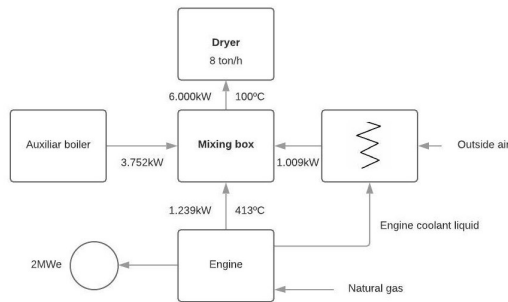 Dryer
8 ton/h
6.000kW 100ºC
Auxiliar boiler
Mixing box
Outside air
3.752kW
1.009kW
1.239kW 413ºC
Engine coolant liquid
2MWe
Engine
Natural gas